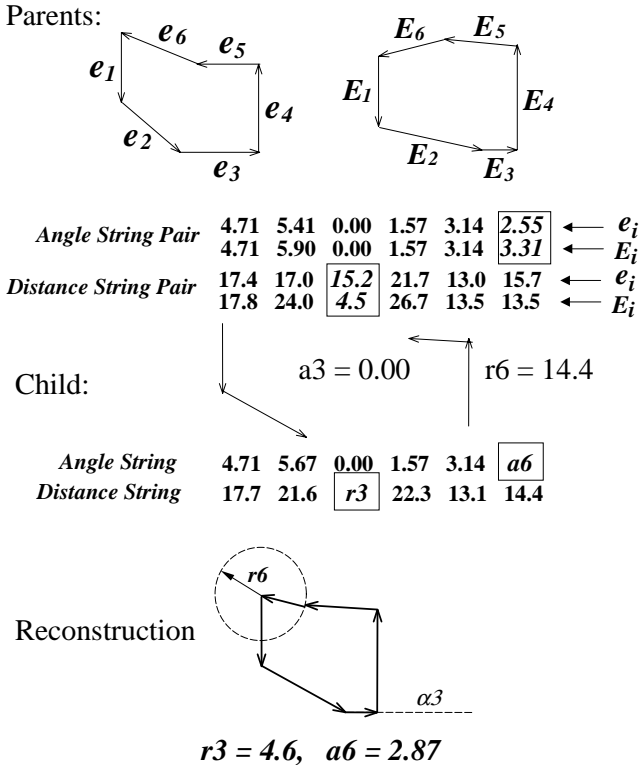 Parents:
e6 e5 e1 e4 e2 e3
E6 E5 E1 E4 E2 E3
Angle String Pair 4.71 5.41 0.00 1.57 3.14 2.55 ei
4.71 5.90 0.00 1.57 3.14 3.31 Ei
Distance String Pair 17.4 17.0 15.2 21.7 13.0 15.7 ei
17.8 24.0 4.5 26.7 13.5 13.5 Ei
a3 = 0.00 r6 = 14.4
Child:
Angle String 4.71 5.67 0.00 1.57 3.14 a6
Distance String 17.7 21.6 r3 22.3 13.1 14.4
r6
Reconstruction
α3
r3 = 4.6, a6 = 2.87